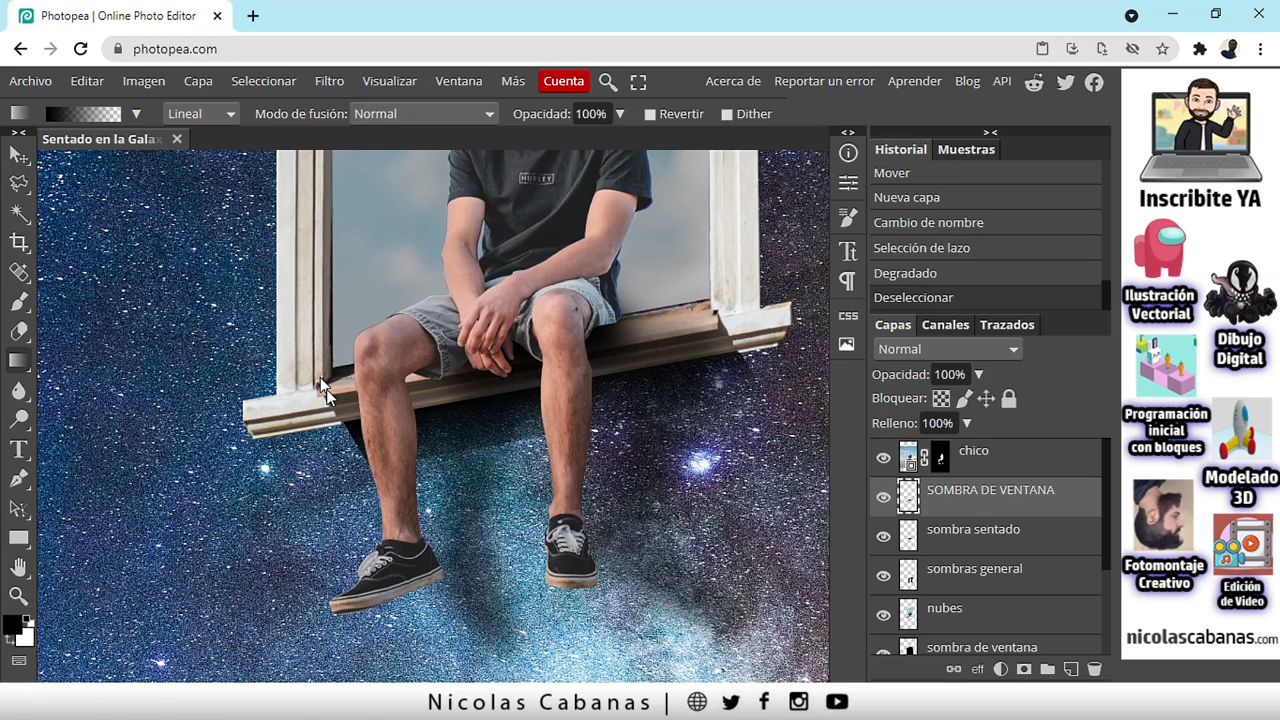 Photopea | Online Photo Editor
photopea.com
Archivo Editar Imagen Capa Seleccionar Filtro Visualizar Ventana Más Cuenta Acerca de Reportar un error Aprender Blog API
Lineal Modo de fusión: Normal Opacidad: 100% Revertir Dither
Sentado en la Gala
Historial Muestras
Mover
Nueva capa
Cambio de nombre
Selección de lazo
Degradado
Deseleccionar
Capas Canales Trazados
Normal
Opacidad: 100%
Bloquear:
Relleno: 100%
chico
SOMBRA DE VENTANA
sombra sentado
sombras general
nubes
sombra de ventana
eff
CSS
HURLEY
Inscribite YA
Ilustración
Vectorial
Dibujo
Digital
Programación
inicial
con bloques
Modelado
3D
Fotomontaje
Creativo
Edición
de Video
nicolascabanas.com
Nicolas Cabanas |